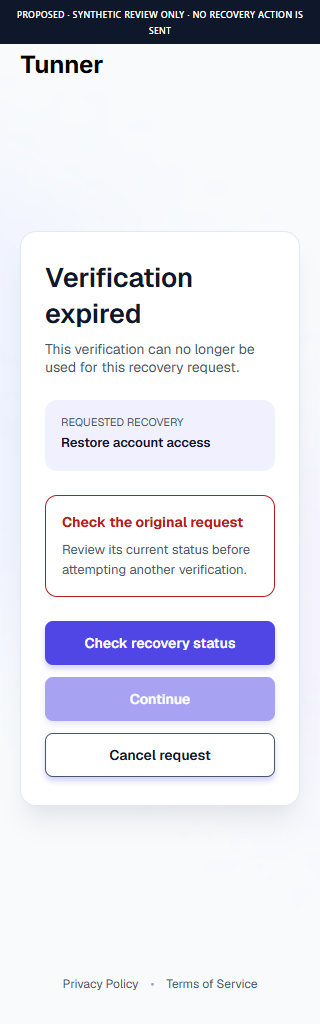 PROPOSED · SYNTHETIC REVIEW ONLY · NO RECOVERY ACTION IS
SENT
Tunner
Verification
expired
This verification can no longer be
used for this recovery request.
REQUESTED RECOVERY
Restore account access
Check the original request
Review its current status before
attempting another verification.
Check recovery status
Continue
Cancel request
Privacy Policy • Terms of Service